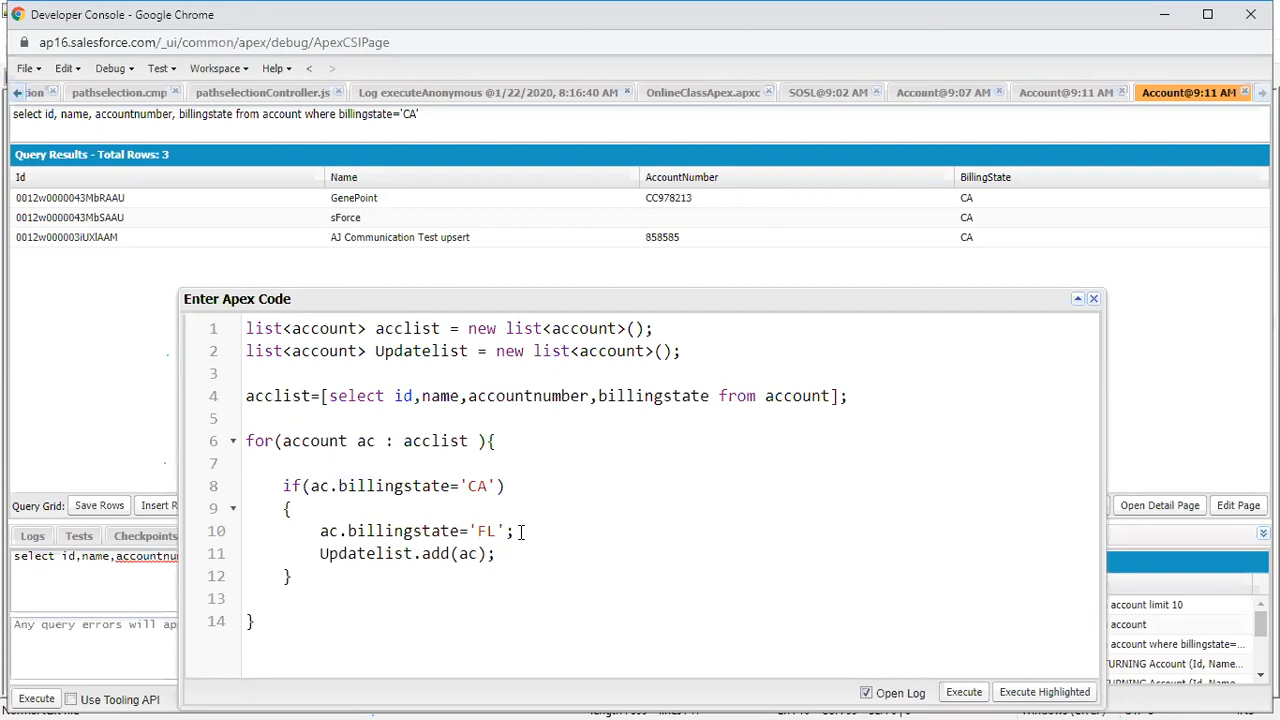 Developer Console - Google Chrome
ap16.salesforce.com/_ui/common/apex/debug/ApexCSIPage
File Edit Debug Test Workspace Help < >
tion pathselection.cmp pathselectionController.js Log executeAnonymous @1/22/2020, 8:16:40 AM OnlineClassApex.apxc SOSL@9:02 AM Account@9:07 AM Account@9:11 AM Account@9:11 AM
select id, name, accountnumber, billingstate from account where billingstate='CA'
Query Results - Total Rows: 3
Id Name AccountNumber BillingState
0012w0000043MbRAAU GenePoint CC978213 CA
0012w0000043MbSAAU sForce CA
0012w000003iUXlAAM AJ Communication Test upsert 858585 CA
Enter Apex Code
1 list<account> acclist = new list<account>();
2 list<account> Updatelist = new list<account>();
3
4 acclist=[select id,name,accountnumber,billingstate from account];
5
6 for(account ac : acclist ){
7
8 if(ac.billingstate='CA')
9 {
10 ac.billingstate='FL';
11 Updatelist.add(ac);
12 }
13
14 }
Query Grid: Save Rows Insert R Open Detail Page Edit Page
Logs Tests Checkpoints
select id,name,accountnum
Any query errors will ap
account limit 10
account
account where billingstate=...
TURNING Account (Id, Name...
Execute Use Tooling API
Open Log Execute Execute Highlighted